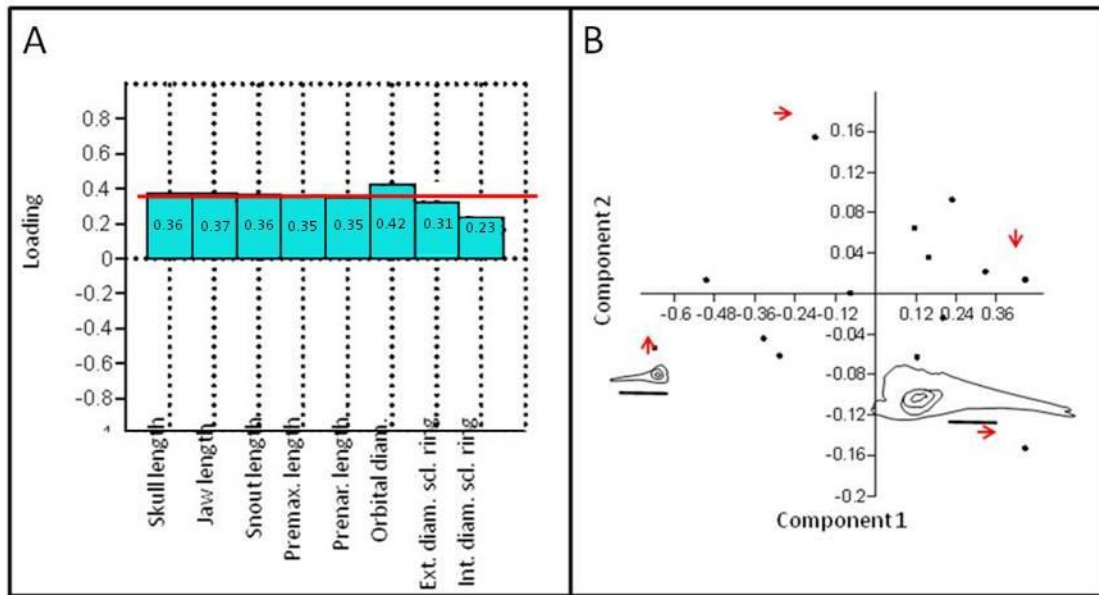 A
Loading
0.8
0.6
0.4
0.2
0
-0.2
-0.4
-0.6
-0.8
0.36 0.37 0.36 0.35 0.35 0.42 0.31 0.23
Skull length
Jaw length
Snout length
Premax. length
Prenar. length
Orbital diam.
Ext. diam. scl. ring
Int. diam. scl. ring
B
Component 2
0.16
0.12
0.08
0.04
-0.6 -0.48 -0.36 -0.24 -0.12 0.12 0.24 0.36
-0.04
-0.08
-0.12
-0.16
-0.2
Component 1